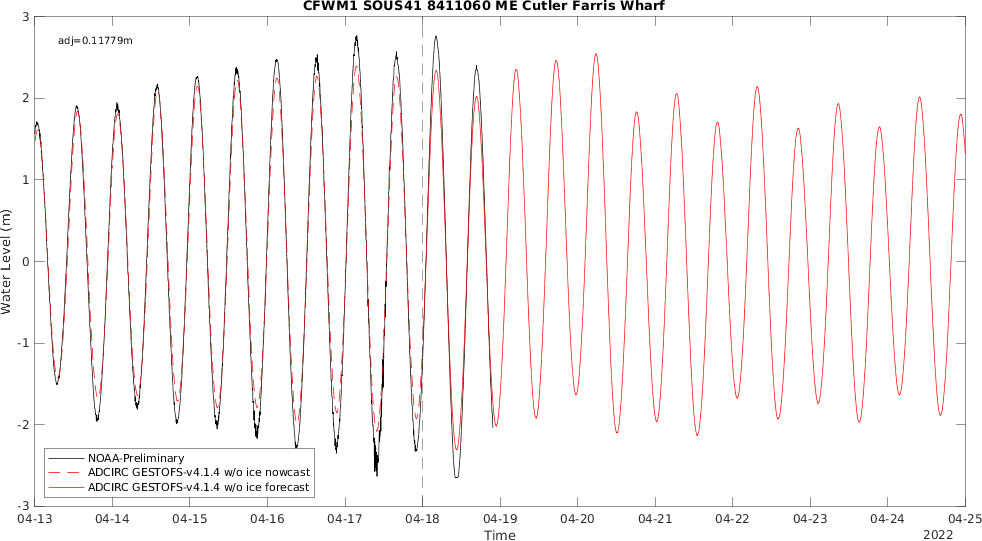 CFWM1 SOUS41 8411060 ME Cutler Farris Wharf
adj=0.11779m
3
2
1
0
-1
-2
-3
Water Level (m)
NOAA-Preliminary
ADCIRC GESTOFS-v4.1.4 w/o ice nowcast
ADCIRC GESTOFS-v4.1.4 w/o ice forecast
04-13 04-14 04-15 04-16 04-17 04-18 04-19 04-20 04-21 04-22 04-23 04-24 04-25
Time
2022